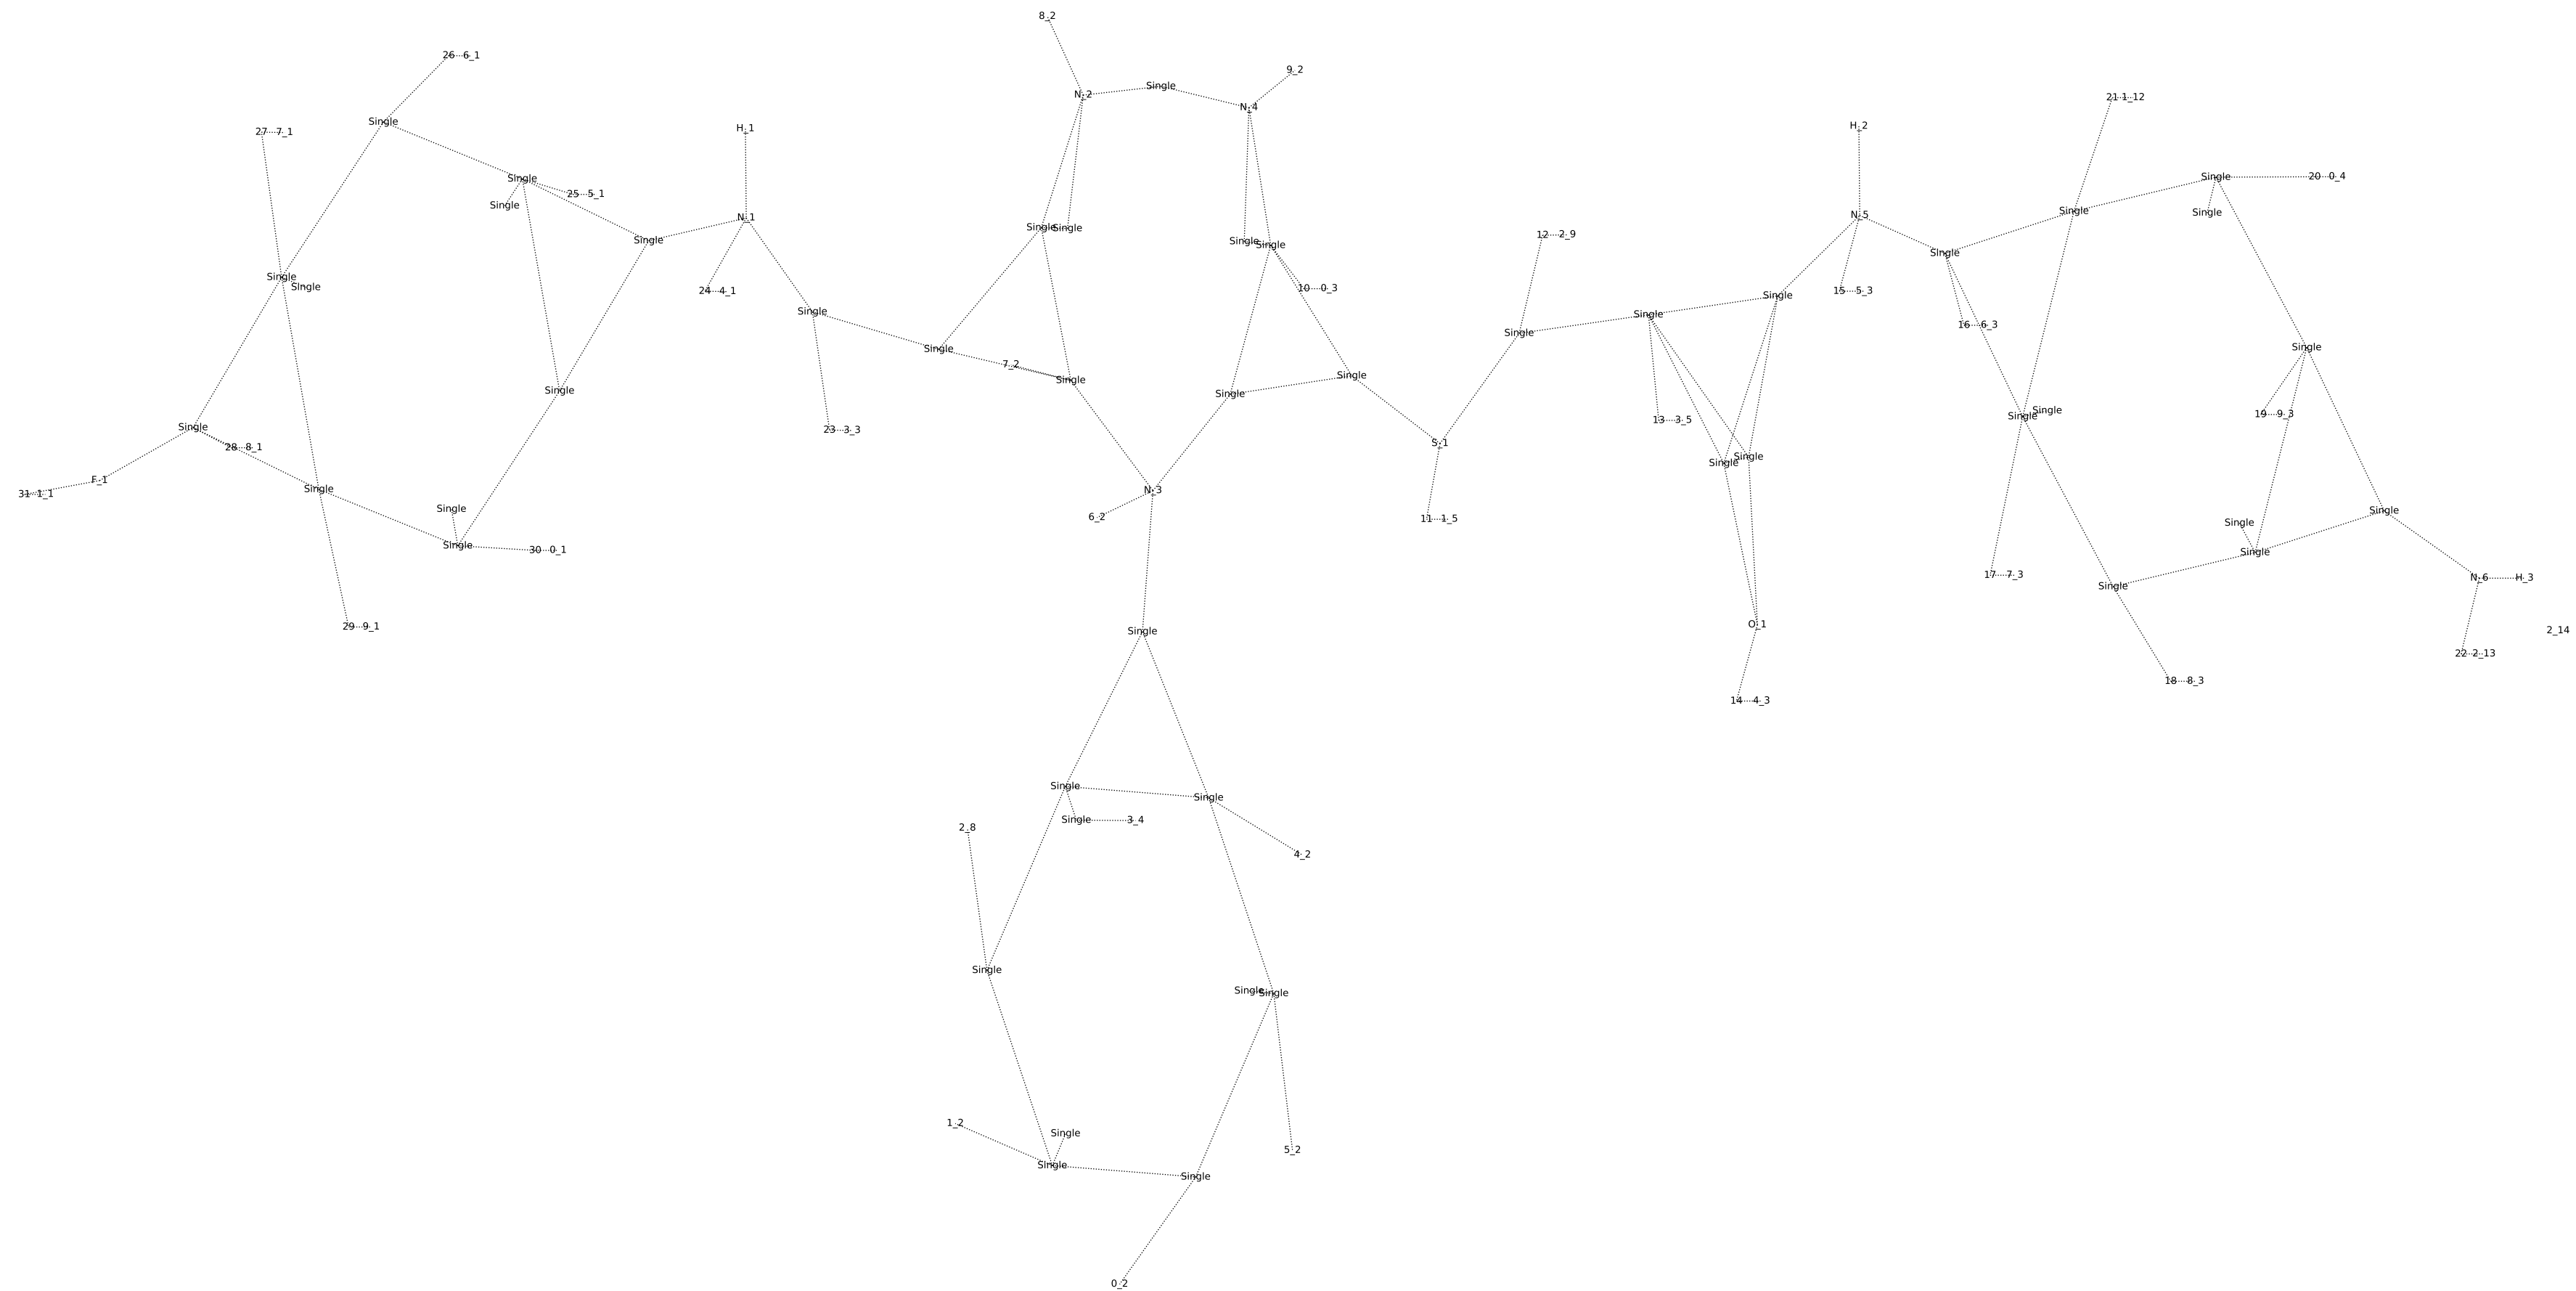 8_2
26 6_1
9_2
Single
N_2
21 1_12
N_4
Single
H_2
H_1
27 7_1
Single
20 0_4
Single
Single
25 5_1
Single
Single
Single
N_5
N_1
Single
Single
12 2_9
Single
Single
Single
Single
Single
Single
Single
24 4_1
10 0_3
15 5_3
Single
Single
Single
16 6_3
Single
Single
Single
7_2
Single
Single
Single
Single
Single
Single
19 9_3
Single
13 3_5
Single
23 3_3
S_1
28 8_1
Single
Single
F_1
Single
N_3
31 1_1
Single
Single
6_2
11 1_5
Single
Single
30 0_1
Single
N_6
H_3
17 7_3
Single
O_1
29 9_1
2_14
Single
22 2_13
18 8_3
14 4_3
Single
Single
Single
3_4
2_8
4_2
Single
Single
Single
1_2
Single
5_2
Single
Single
0_2